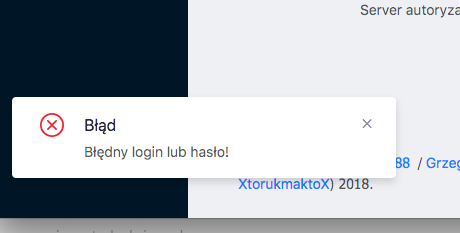 Server autoryza
Błąd
Błędny login lub hasło!
88 / Grzeg
XtorukmaktoX) 2018.